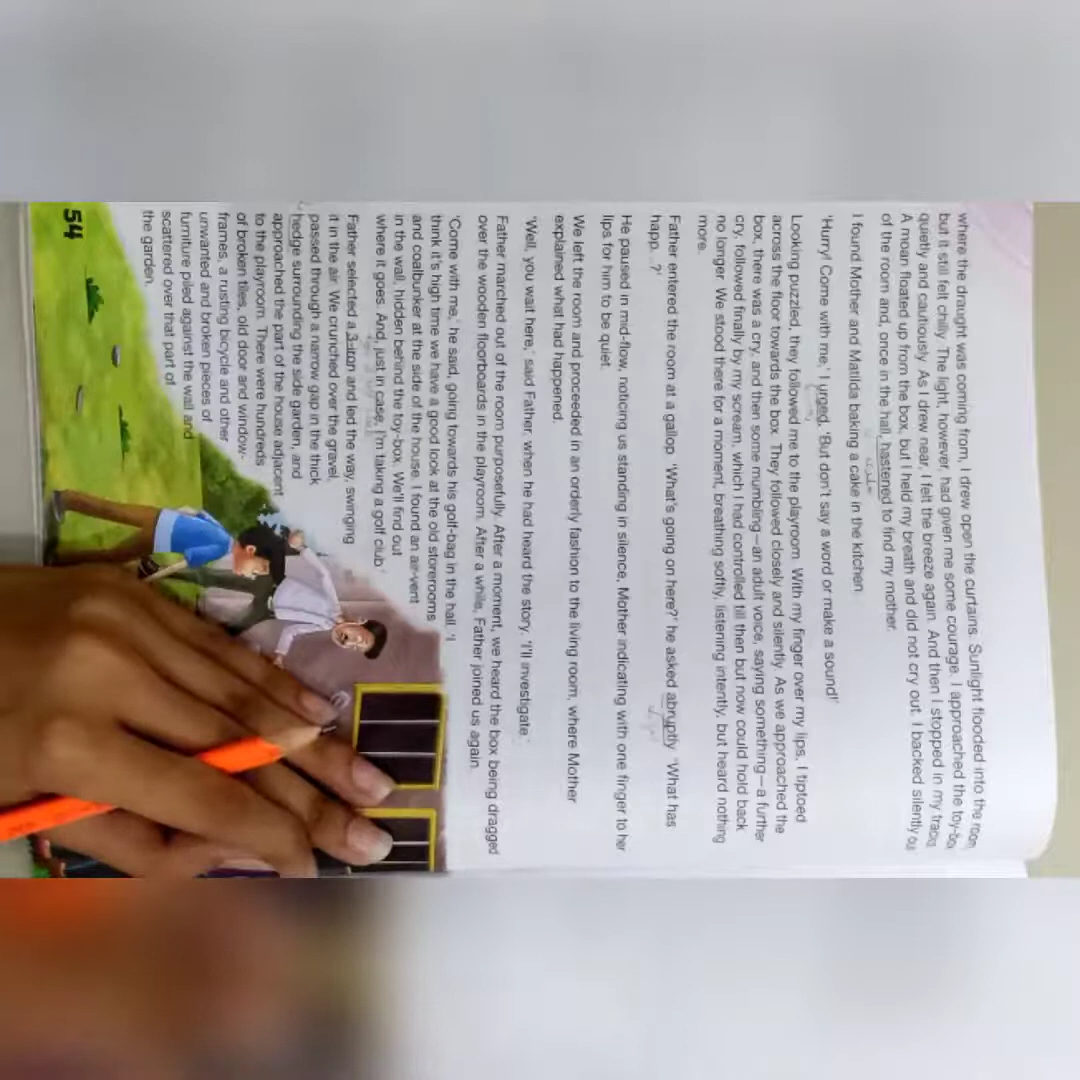 where the draught was coming from, I drew open the curtains. Sunlight flooded into the room
but it still felt chilly. The light, however, had given me some courage. I approached the toy-bo
quietly and cautiously. As I drew near, I felt the breeze again. And then I stopped in my tracks
A moan floated up from the box, but I held my breath and did not cry out. I backed silently ou
of the room and, once in the hall, hastened to find my mother.
I found Mother and Matilda baking a cake in the kitchen.
'Hurry! Come with me,' I urged. 'But don't say a word or make a sound!'
Looking puzzled, they followed me to the playroom. With my finger over my lips, I tiptoed
across the floor towards the box. They followed closely and silently. As we approached the
box, there was a cry, and then some mumbling—an adult voice, saying something—a further
cry, followed finally by my scream, which I had controlled till then but now could hold back
no longer. We stood there for a moment, breathing softly, listening intently, but heard nothing
more.
Father entered the room at a gallop. 'What's going on here?' he asked abruptly. 'What has
happ...?'
He paused in mid-flow, noticing us standing in silence, Mother indicating with one finger to her
lips for him to be quiet.
We left the room and proceeded in an orderly fashion to the living room, where Mother
explained what had happened.
'Well, you wait here,' said Father when he had heard the story. 'I'll investigate.'
Father marched out of the room purposefully. After a moment, we heard the box being dragged
over the wooden floorboards in the playroom. After a while, Father joined us again.
'Come with me,' he said, going towards his golf-bag in the hall. 'I
think it's high time we have a good look at the old storerooms
and coalbunker at the side of the house. I found an air-vent
in the wall, hidden behind the toy-box. We'll find out
where it goes. And, just in case, I'm taking a golf club.'
Father selected a 3-iron and led the way, swinging
it in the air. We crunched over the gravel,
passed through a narrow gap in the thick
hedge surrounding the side garden, and
approached the part of the house adjacent
to the playroom. There were hundreds
of broken tiles, old door and window-
frames, a rusting bicycle and other
unwanted and broken pieces of
furniture piled against the wall and
scattered over that part of
the garden.
54